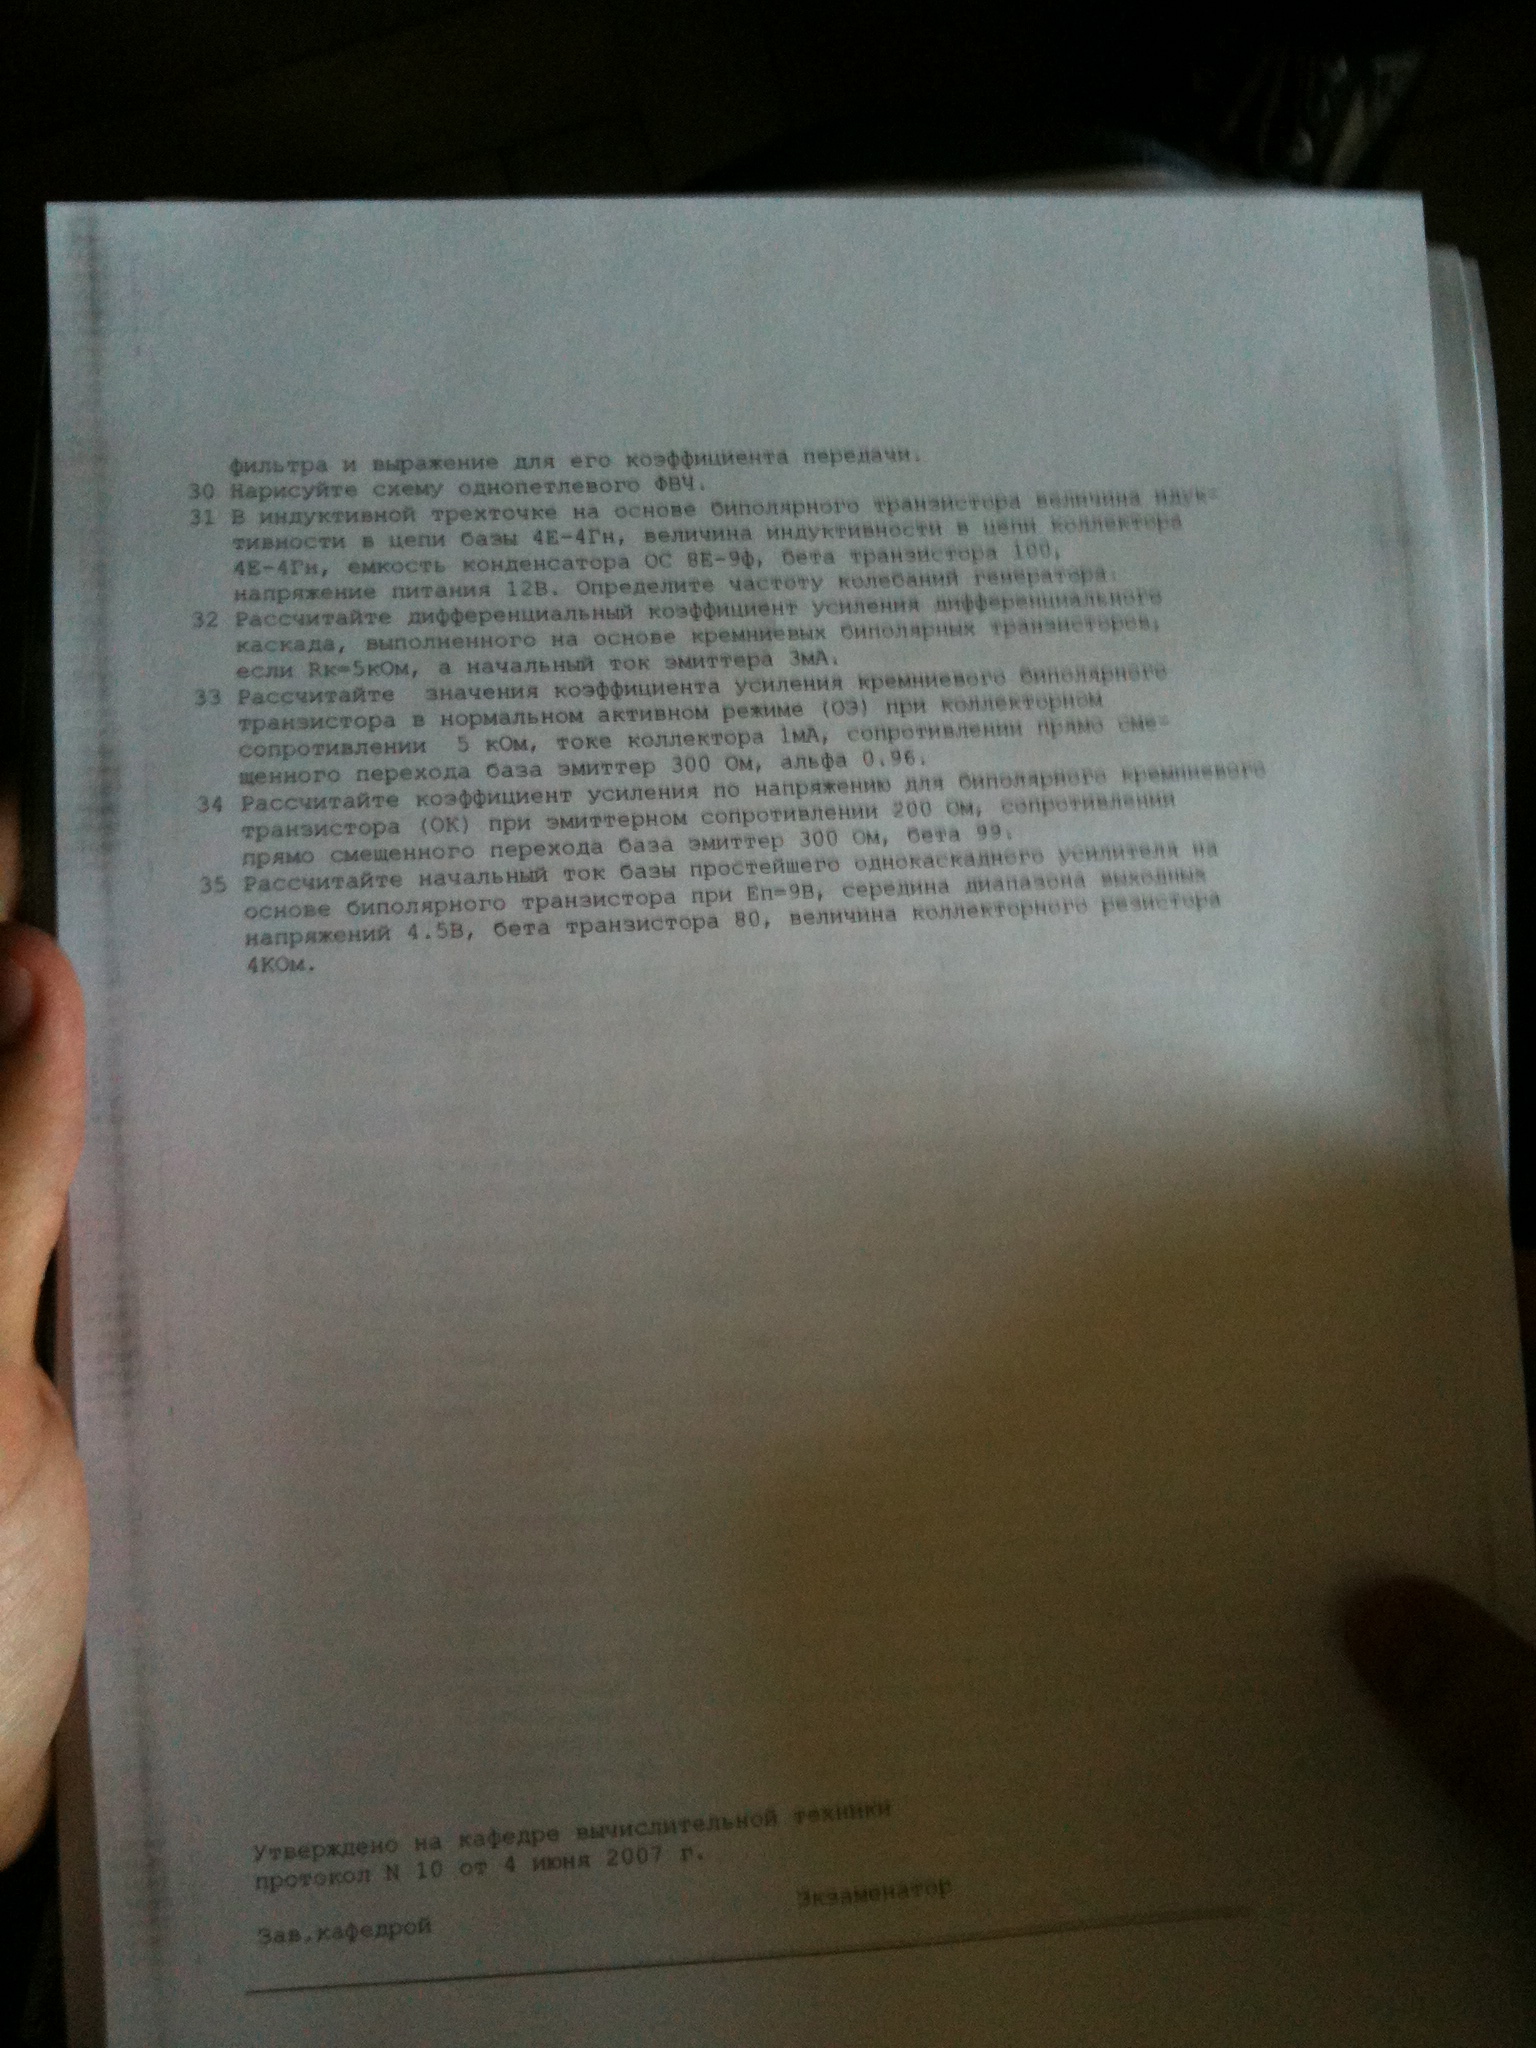 фильтра и выражение для его коэффициента передачи.
30 Нарисуйте схему однопетлевого ФВЧ.
31 В индуктивной трехточке на основе биполярного транзистора величина идук-
тивности в цепи базы 4Е-4Гн, величина индуктивности в цепи коллектора
4Е-4Гн, емкость конденсатора ОС 8Е-9ф, бета транзистора 100,
напряжение питания 12В. Определите частоту колебаний генератора.
32 Рассчитайте дифференциальный коэффициент усиления дифференциального
каскада, выполненного на основе кремниевых биполярных транзисторов,
если Rк=5кОм, а начальный ток эмиттера 3мА.
33 Рассчитайте значения коэффициента усиления кремниевого биполярного
транзистора в нормальном активном режиме (ОЭ) при коллекторном
сопротивлении 5 кОм, токе коллектора 1мА, сопротивлении прямо сме-
щенного перехода база эмиттер 300 Ом, альфа 0.96.
34 Рассчитайте коэффициент усиления по напряжению для биполярного кремниевого
транзистора (ОК) при эмиттерном сопротивлении 200 Ом, сопротивлении
прямо смещенного перехода база эмиттер 300 Ом, бета 99.
35 Рассчитайте начальный ток базы простейшего однокаскадного усилителя на
основе биполярного транзистора при Еп=9В, середина диапазона выходных
напряжений 4.5В, бета транзистора 80, величина коллекторного резистора
4КОм.
Утверждено на кафедре вычислительной техники
протокол N 10 от 4 июня 2007 г.
Зав.кафедрой Экзаменатор